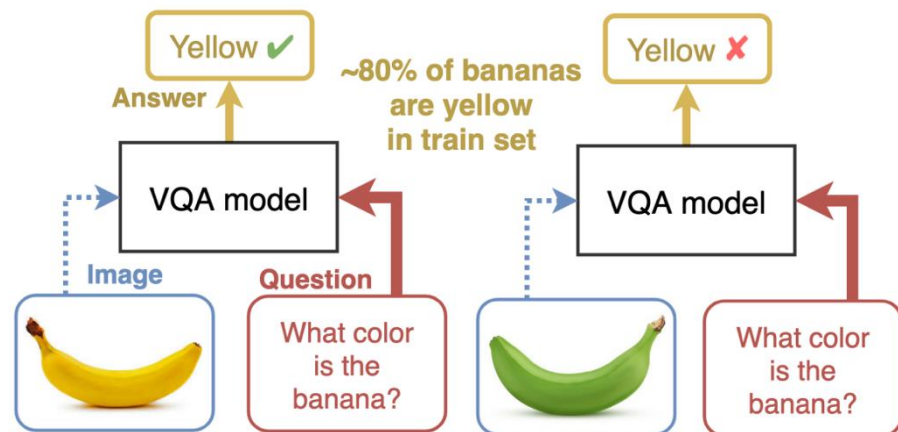 Yellow ✔
Answer
VQA model
Image
Question
What color
is the
banana?
~80% of bananas
are yellow
in train set
Yellow ✘
VQA model
What color
is the
banana?